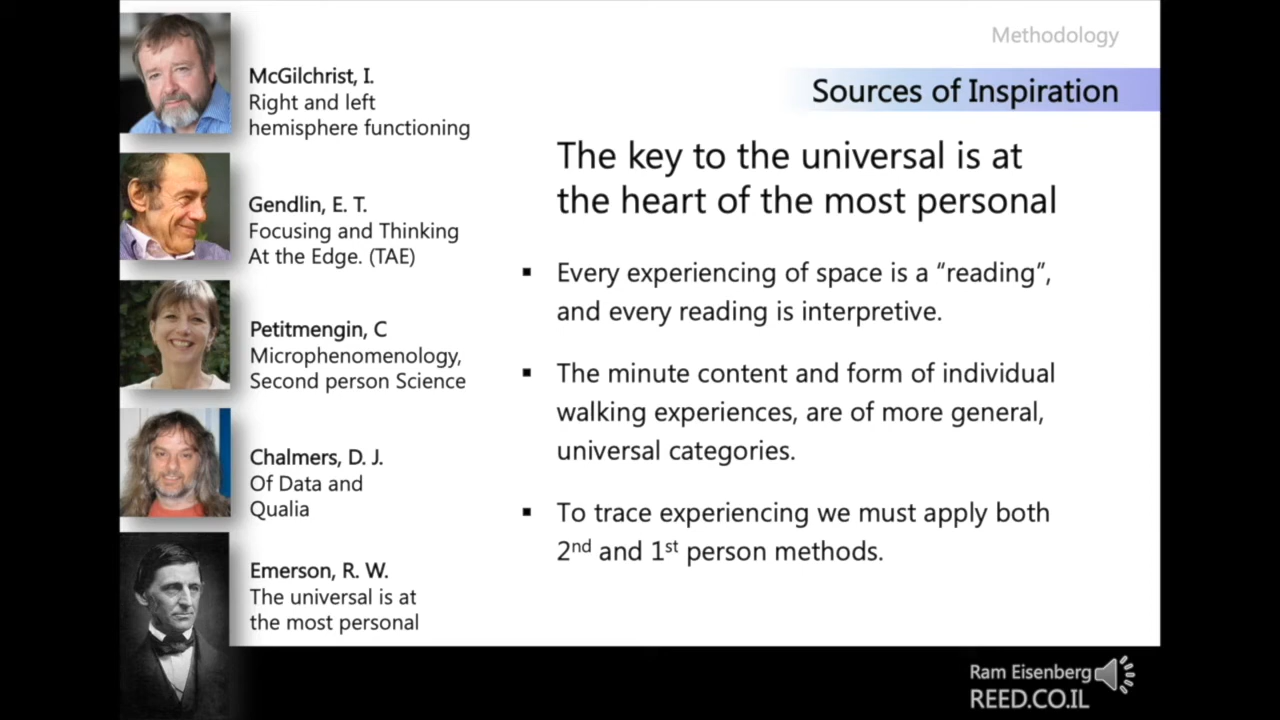 Methodology
Sources of Inspiration
McGilchrist, I.
Right and left
hemisphere functioning
Gendlin, E. T.
Focusing and Thinking
At the Edge. (TAE)
Petitmengin, C
Microphenomenology,
Second person Science
Chalmers, D. J.
Of Data and
Qualia
Emerson, R. W.
The universal is at
the most personal
The key to the universal is at
the heart of the most personal
▪ Every experiencing of space is a “reading”,
and every reading is interpretive.
▪ The minute content and form of individual
walking experiences, are of more general,
universal categories.
▪ To trace experiencing we must apply both
2nd and 1st person methods.
Ram Eisenberg
REED.CO.IL